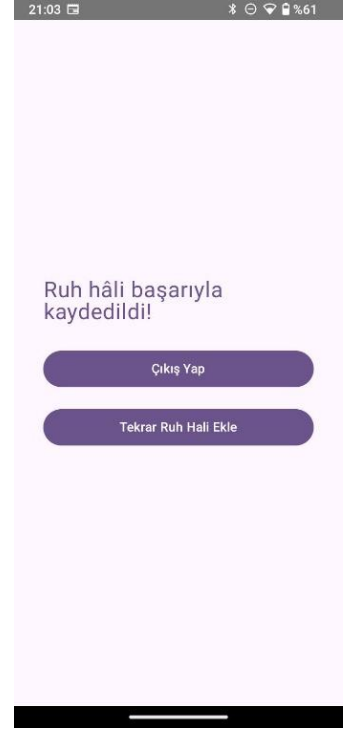 21:03 %61
Ruh hâli başarıyla
kaydedildi!
Çıkış Yap
Tekrar Ruh Hali Ekle